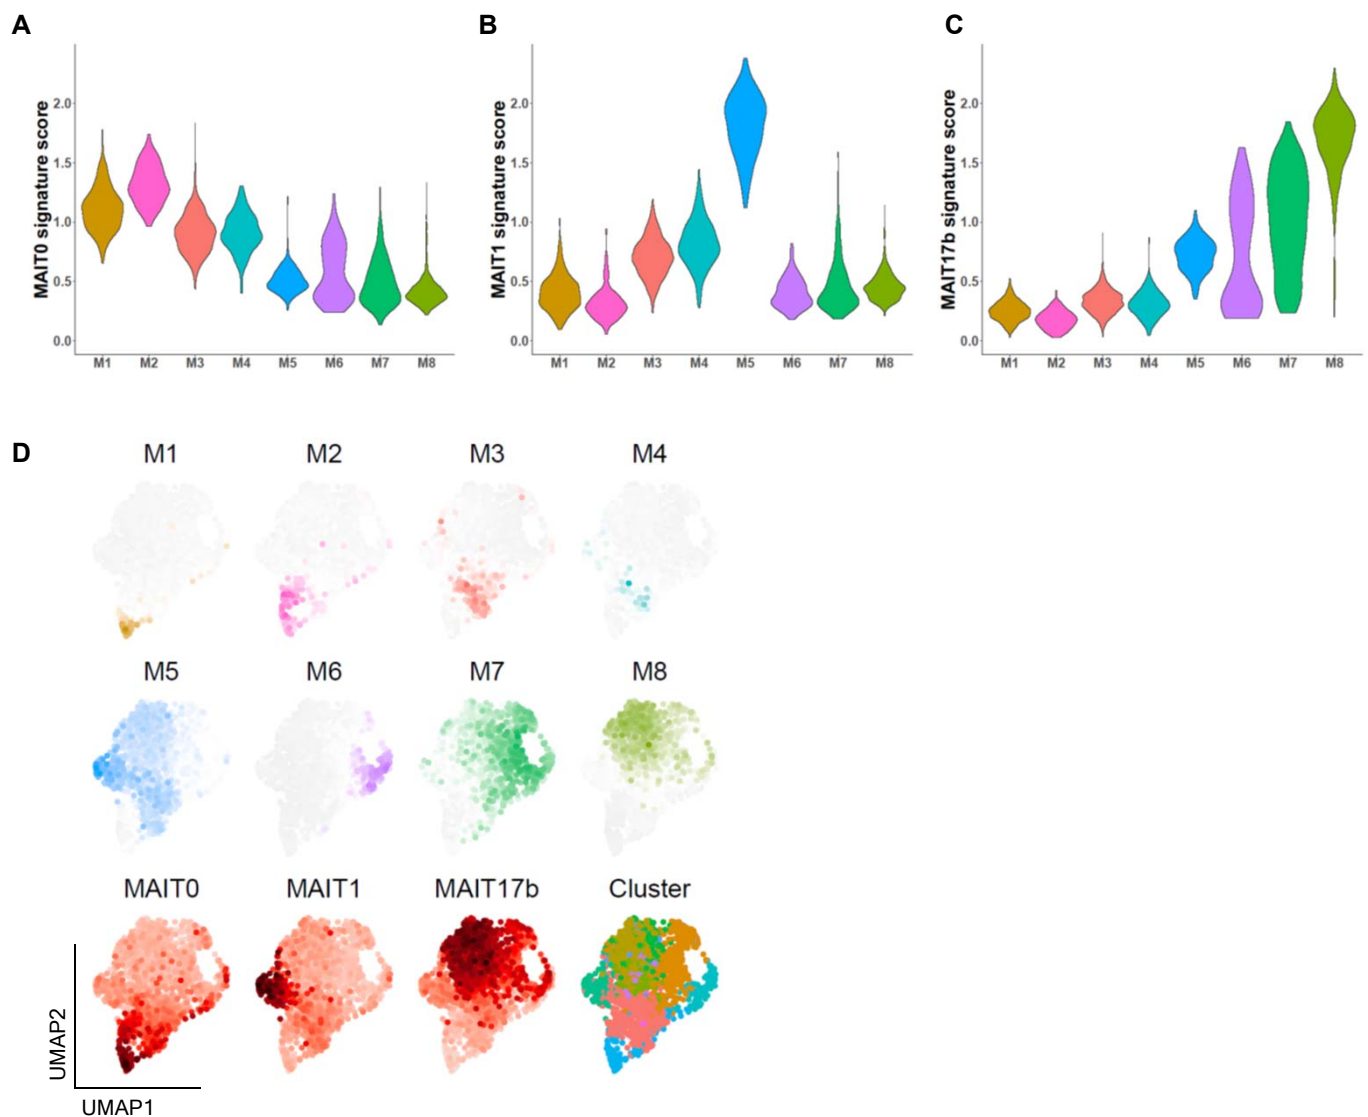 A
B
C
MAIT0 signature score
2.0
1.5
1.0
0.5
0.0
M1 M2 M3 M4 M5 M6 M7 M8
MAIT1 signature score
2.0
1.5
1.0
0.5
0.0
M1 M2 M3 M4 M5 M6 M7 M8
MAIT17b signature score
2.0
1.5
1.0
0.5
0.0
M1 M2 M3 M4 M5 M6 M7 M8
D
M1 M2 M3 M4
M5 M6 M7 M8
MAIT0 MAIT1 MAIT17b Cluster
UMAP2
UMAP1